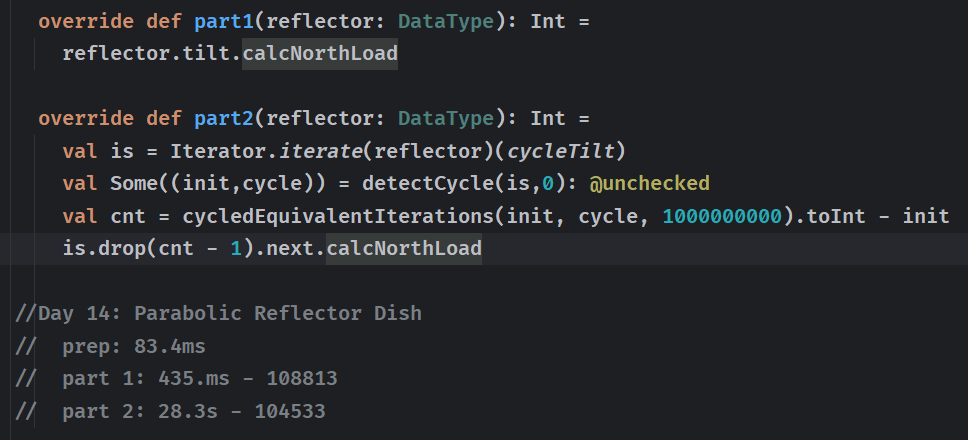 override def part1(reflector: DataType): Int =
reflector.tilt.calcNorthLoad
override def part2(reflector: DataType): Int =
val is = Iterator.iterate(reflector)(cycleTilt)
val Some((init,cycle)) = detectCycle(is,0): @unchecked
val cnt = cycledEquivalentIterations(init, cycle, 1000000000).toInt - init
is.drop(cnt - 1).next.calcNorthLoad
//Day 14: Parabolic Reflector Dish
//  prep: 83.4ms
//  part 1: 435.ms - 108813
//  part 2: 28.3s - 104533